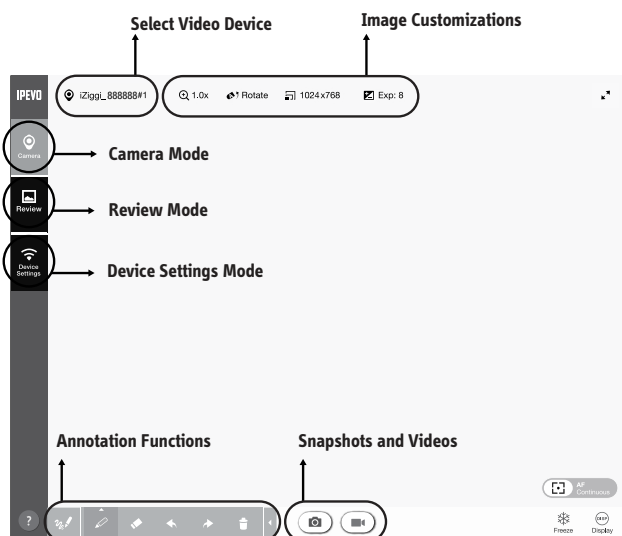 Select Video Device
Image Customizations
IPEVO
iZiggi_888888#1
1.0x
Rotate
1024x768
Exp: 8
Camera
Camera Mode
Review
Review Mode
Device
Settings
Device Settings Mode
Annotation Functions
Snapshots and Videos
AF
Continuous
?
Freeze
DISP
Display